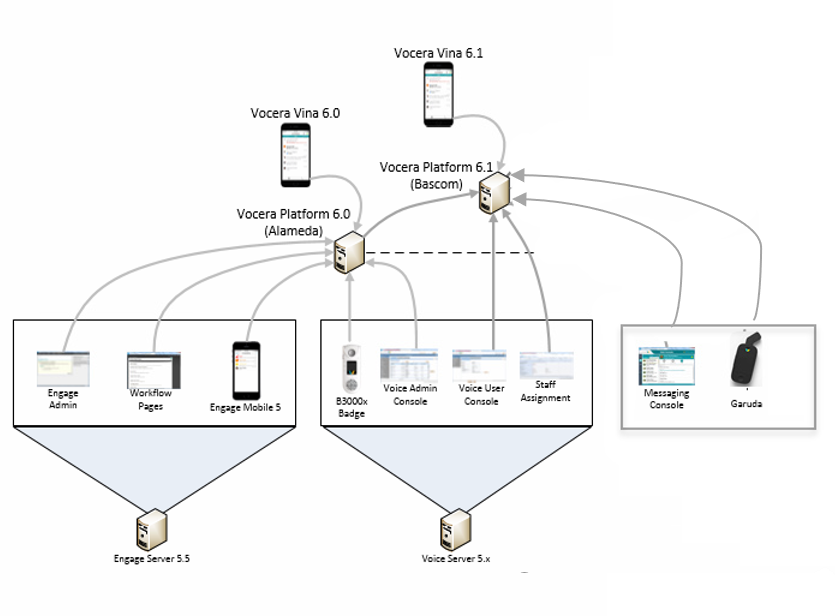 Vocera Vina 6.1
Vocera Vina 6.0
Vocera Platform 6.1
(Bascom)
Vocera Platform 6.0
(Alameda)
Engage
Admin
Workflow
Pages
Engage Mobile 5
B3000x
Badge
Voice Admin
Console
Voice User
Console
Staff
Assignment
Messaging
Console
Garuda
Engage Server 5.5
Voice Server 5.x